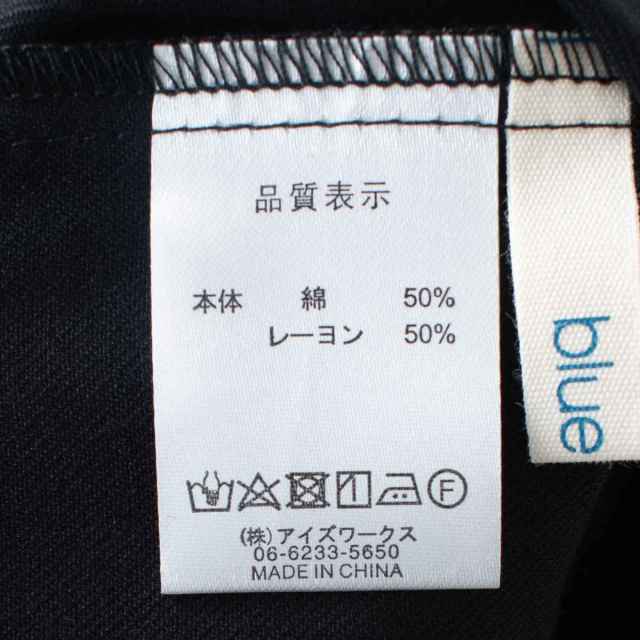 品質表示
本体 綿 50%
レーヨン 50%
F
(株)アイズワークス
06-6233-5650
MADE IN CHINA
blue